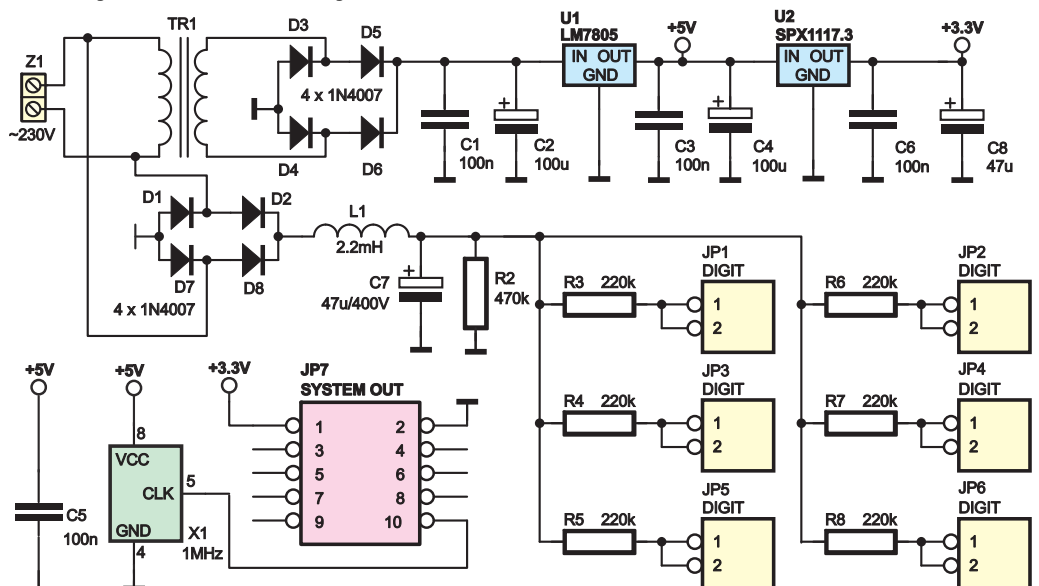 Z1
~230V
TR1
D3
D5
4 x 1N4007
D4
D6
U1
LM7805
IN OUT
GND
+5V
U2
SPX1117.3
IN OUT
GND
+3.3V
+
+
+
C1
100n
C2
100u
C3
100n
C4
100u
C6
100n
C8
47u
D1
D2
D7
D8
4 x 1N4007
L1
2.2mH
+
C7
47u/400V
R2
470k
R3 220k
JP1
DIGIT
1
2
R6 220k
JP2
DIGIT
1
2
R4 220k
JP3
DIGIT
1
2
R7 220k
JP4
DIGIT
1
2
R5 220k
JP5
DIGIT
1
2
R8 220k
JP6
DIGIT
1
2
+5V
C5
100n
+5V
8
VCC
CLK
5
GND
4
X1
1MHz
+3.3V
JP7
SYSTEM OUT
1 2
3 4
5 6
7 8
9 10